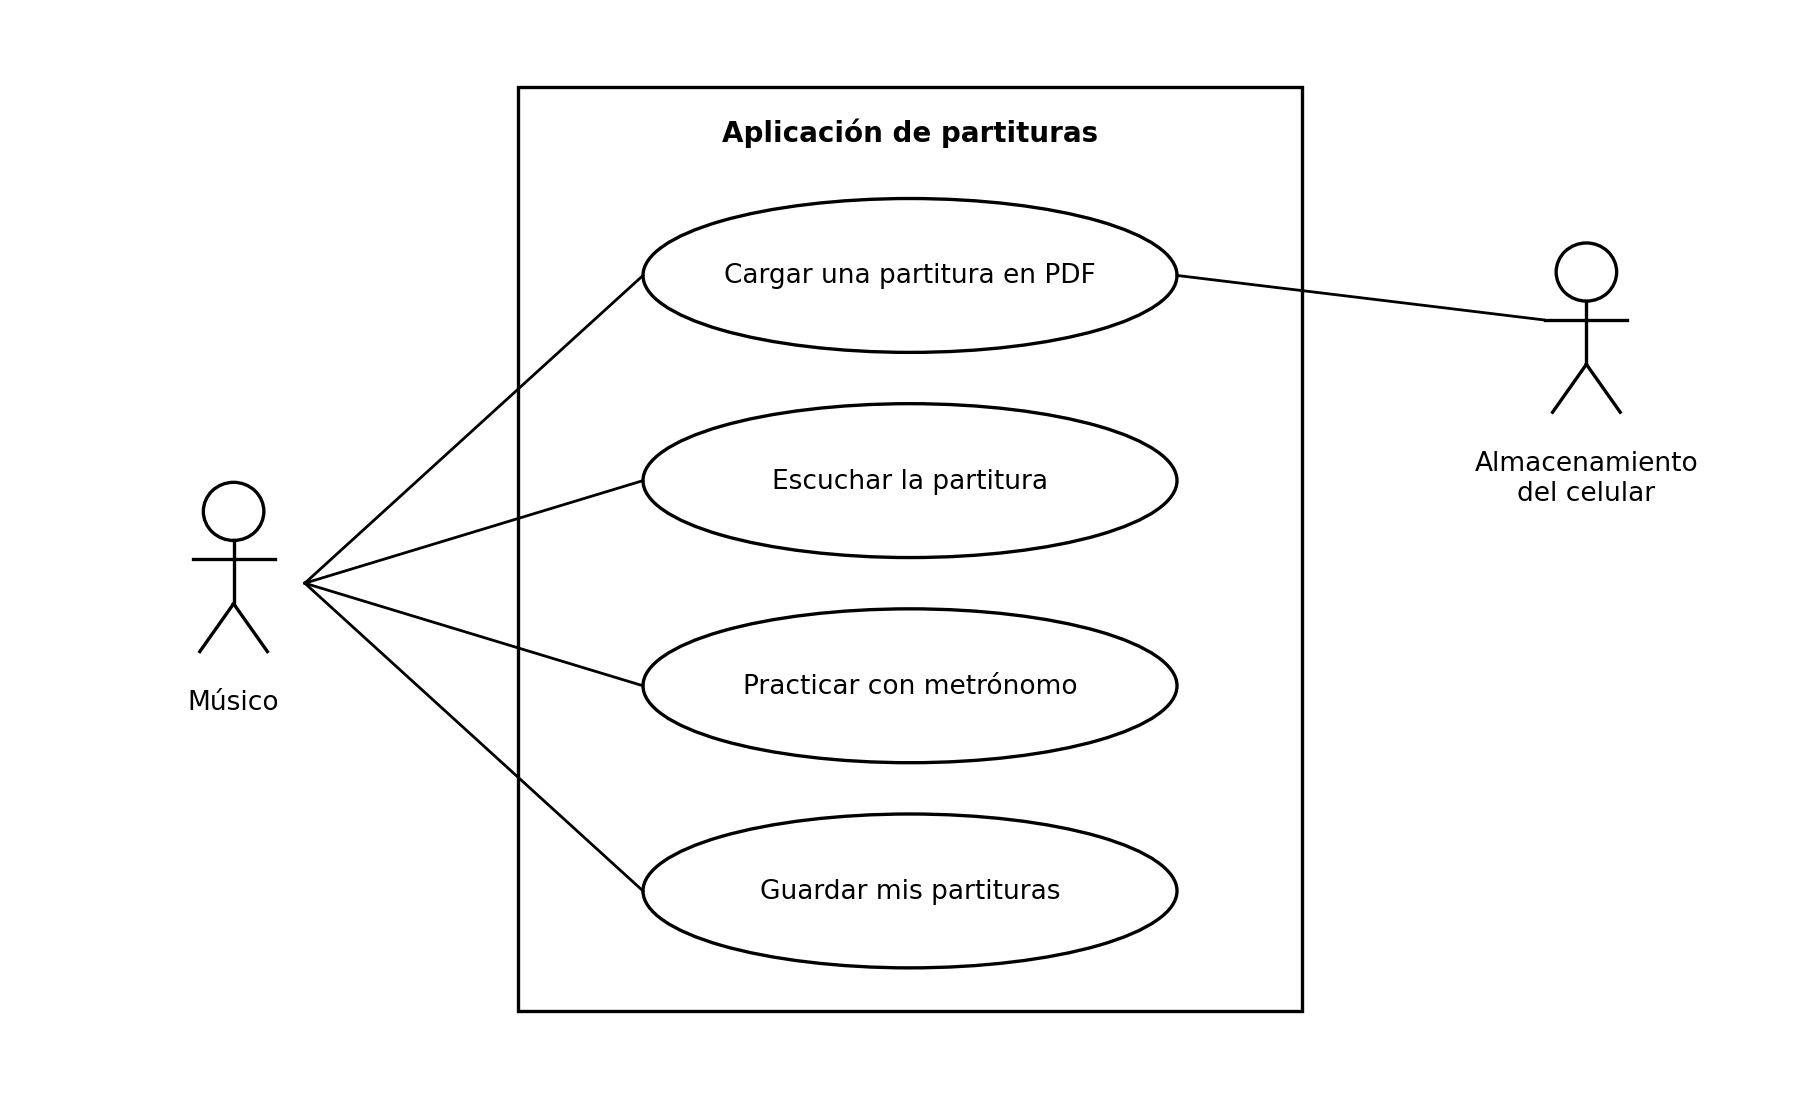 Aplicación de partituras
Cargar una partitura en PDF
Escuchar la partitura
Practicar con metrónomo
Guardar mis partituras
Músico
Almacenamiento
del celular